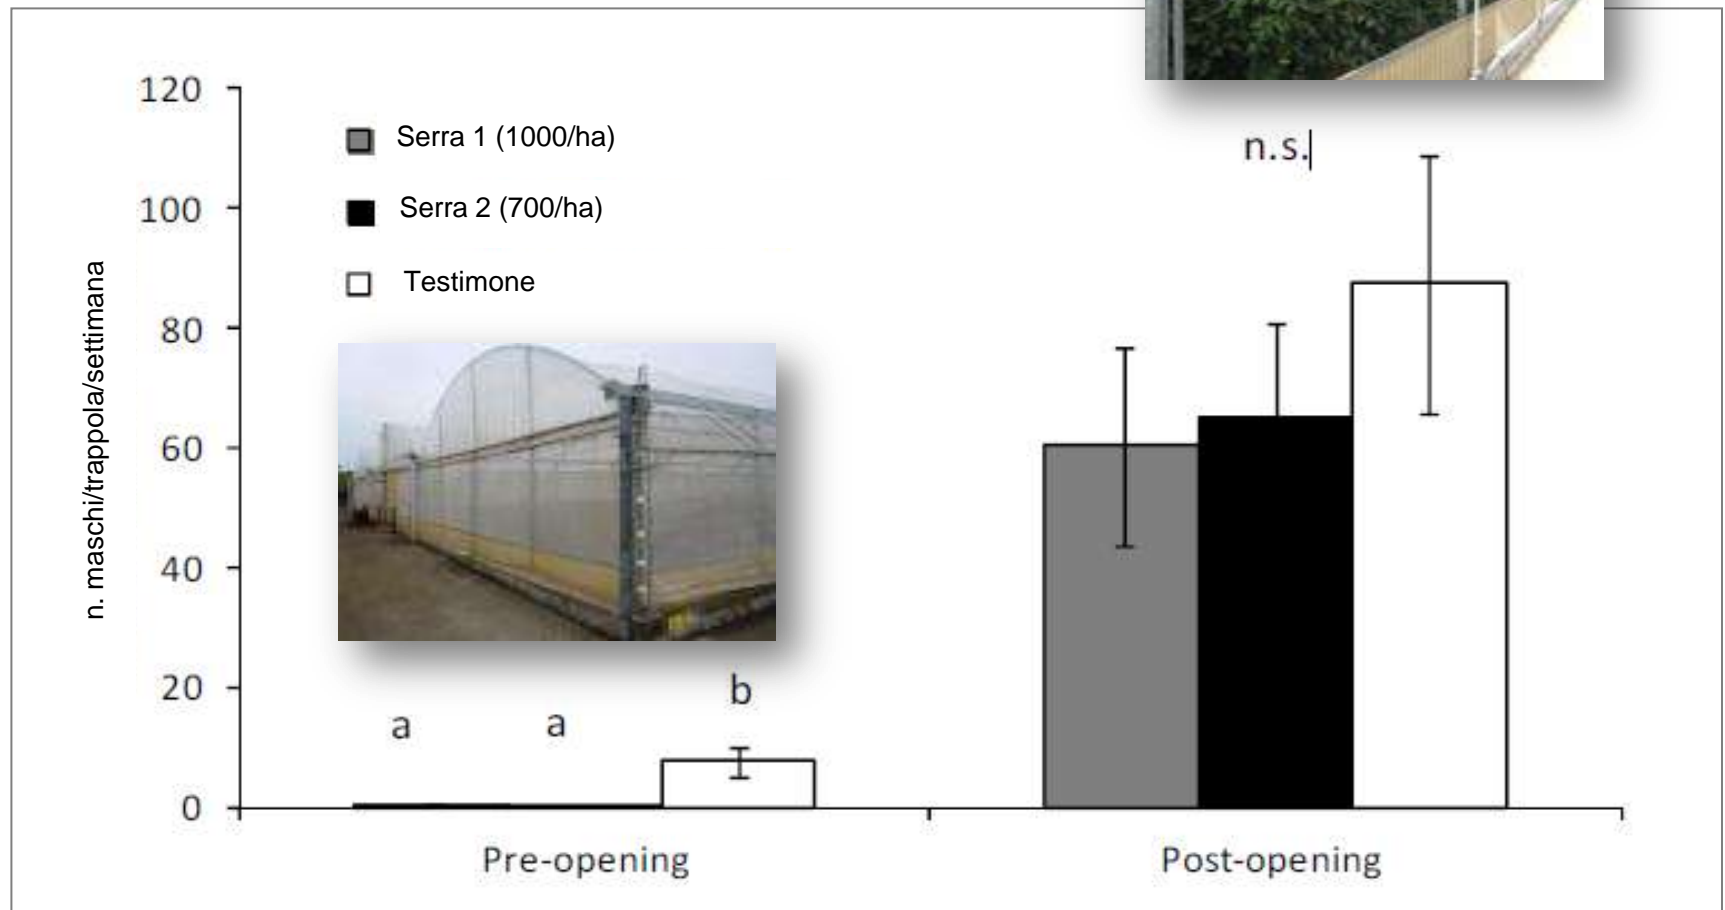 n. maschi/trappola/settimana
120
100
80
60
40
20
0
Serra 1 (1000/ha)
Serra 2 (700/ha)
Testimone
n.s.
a
a
b
Pre-opening
Post-opening